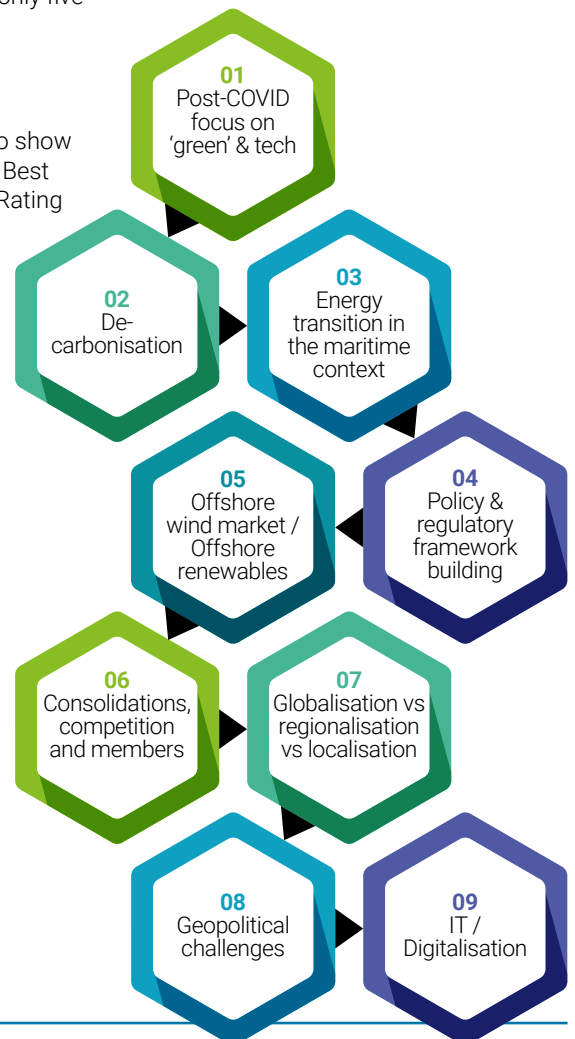 only five
o show
Best
Rating
01
Post-COVID
focus on
‘green’ & tech
02
De-
carbonisation
03
Energy
transition in
the maritime
context
04
Policy &
regulatory
framework
building
05
Offshore
wind market /
Offshore
renewables
06
Consolidations,
competition
and members
07
Globalisation vs
regionalisation
vs localisation
08
Geopolitical
challenges
09
IT /
Digitalisation